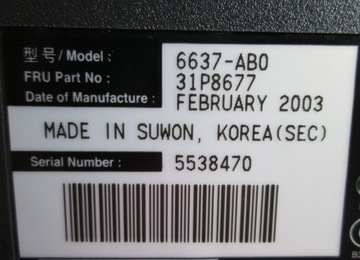 型号/Model : 6637-AB0
FRU Part No : 31P8677
Date of Manufacture : FEBRUARY 2003
MADE IN SUWON, KOREA(SEC)
Serial Number : 5538470